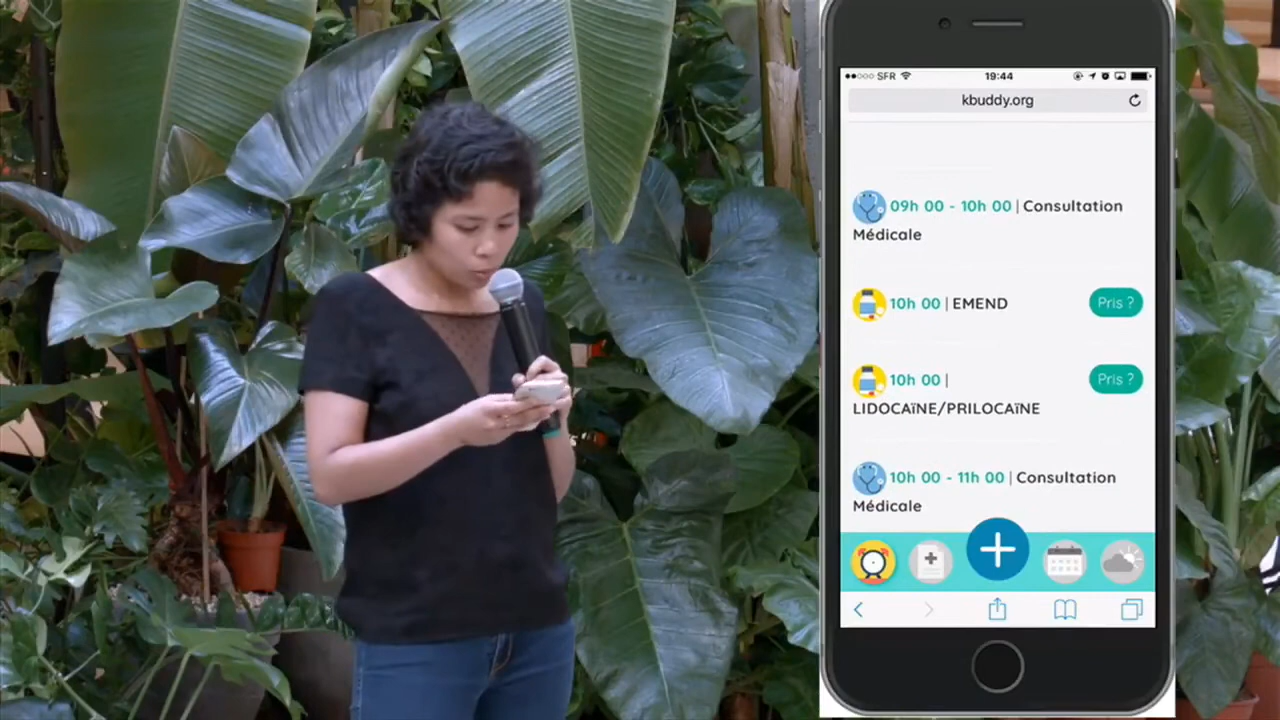 SFR 19:44
kbuddy.org
09h 00 - 10h 00 | Consultation
Médicale
10h 00 | EMEND Pris ?
10h 00 | Pris ?
LIDOCAïNE/PRILOCAïNE
10h 00 - 11h 00 | Consultation
Médicale